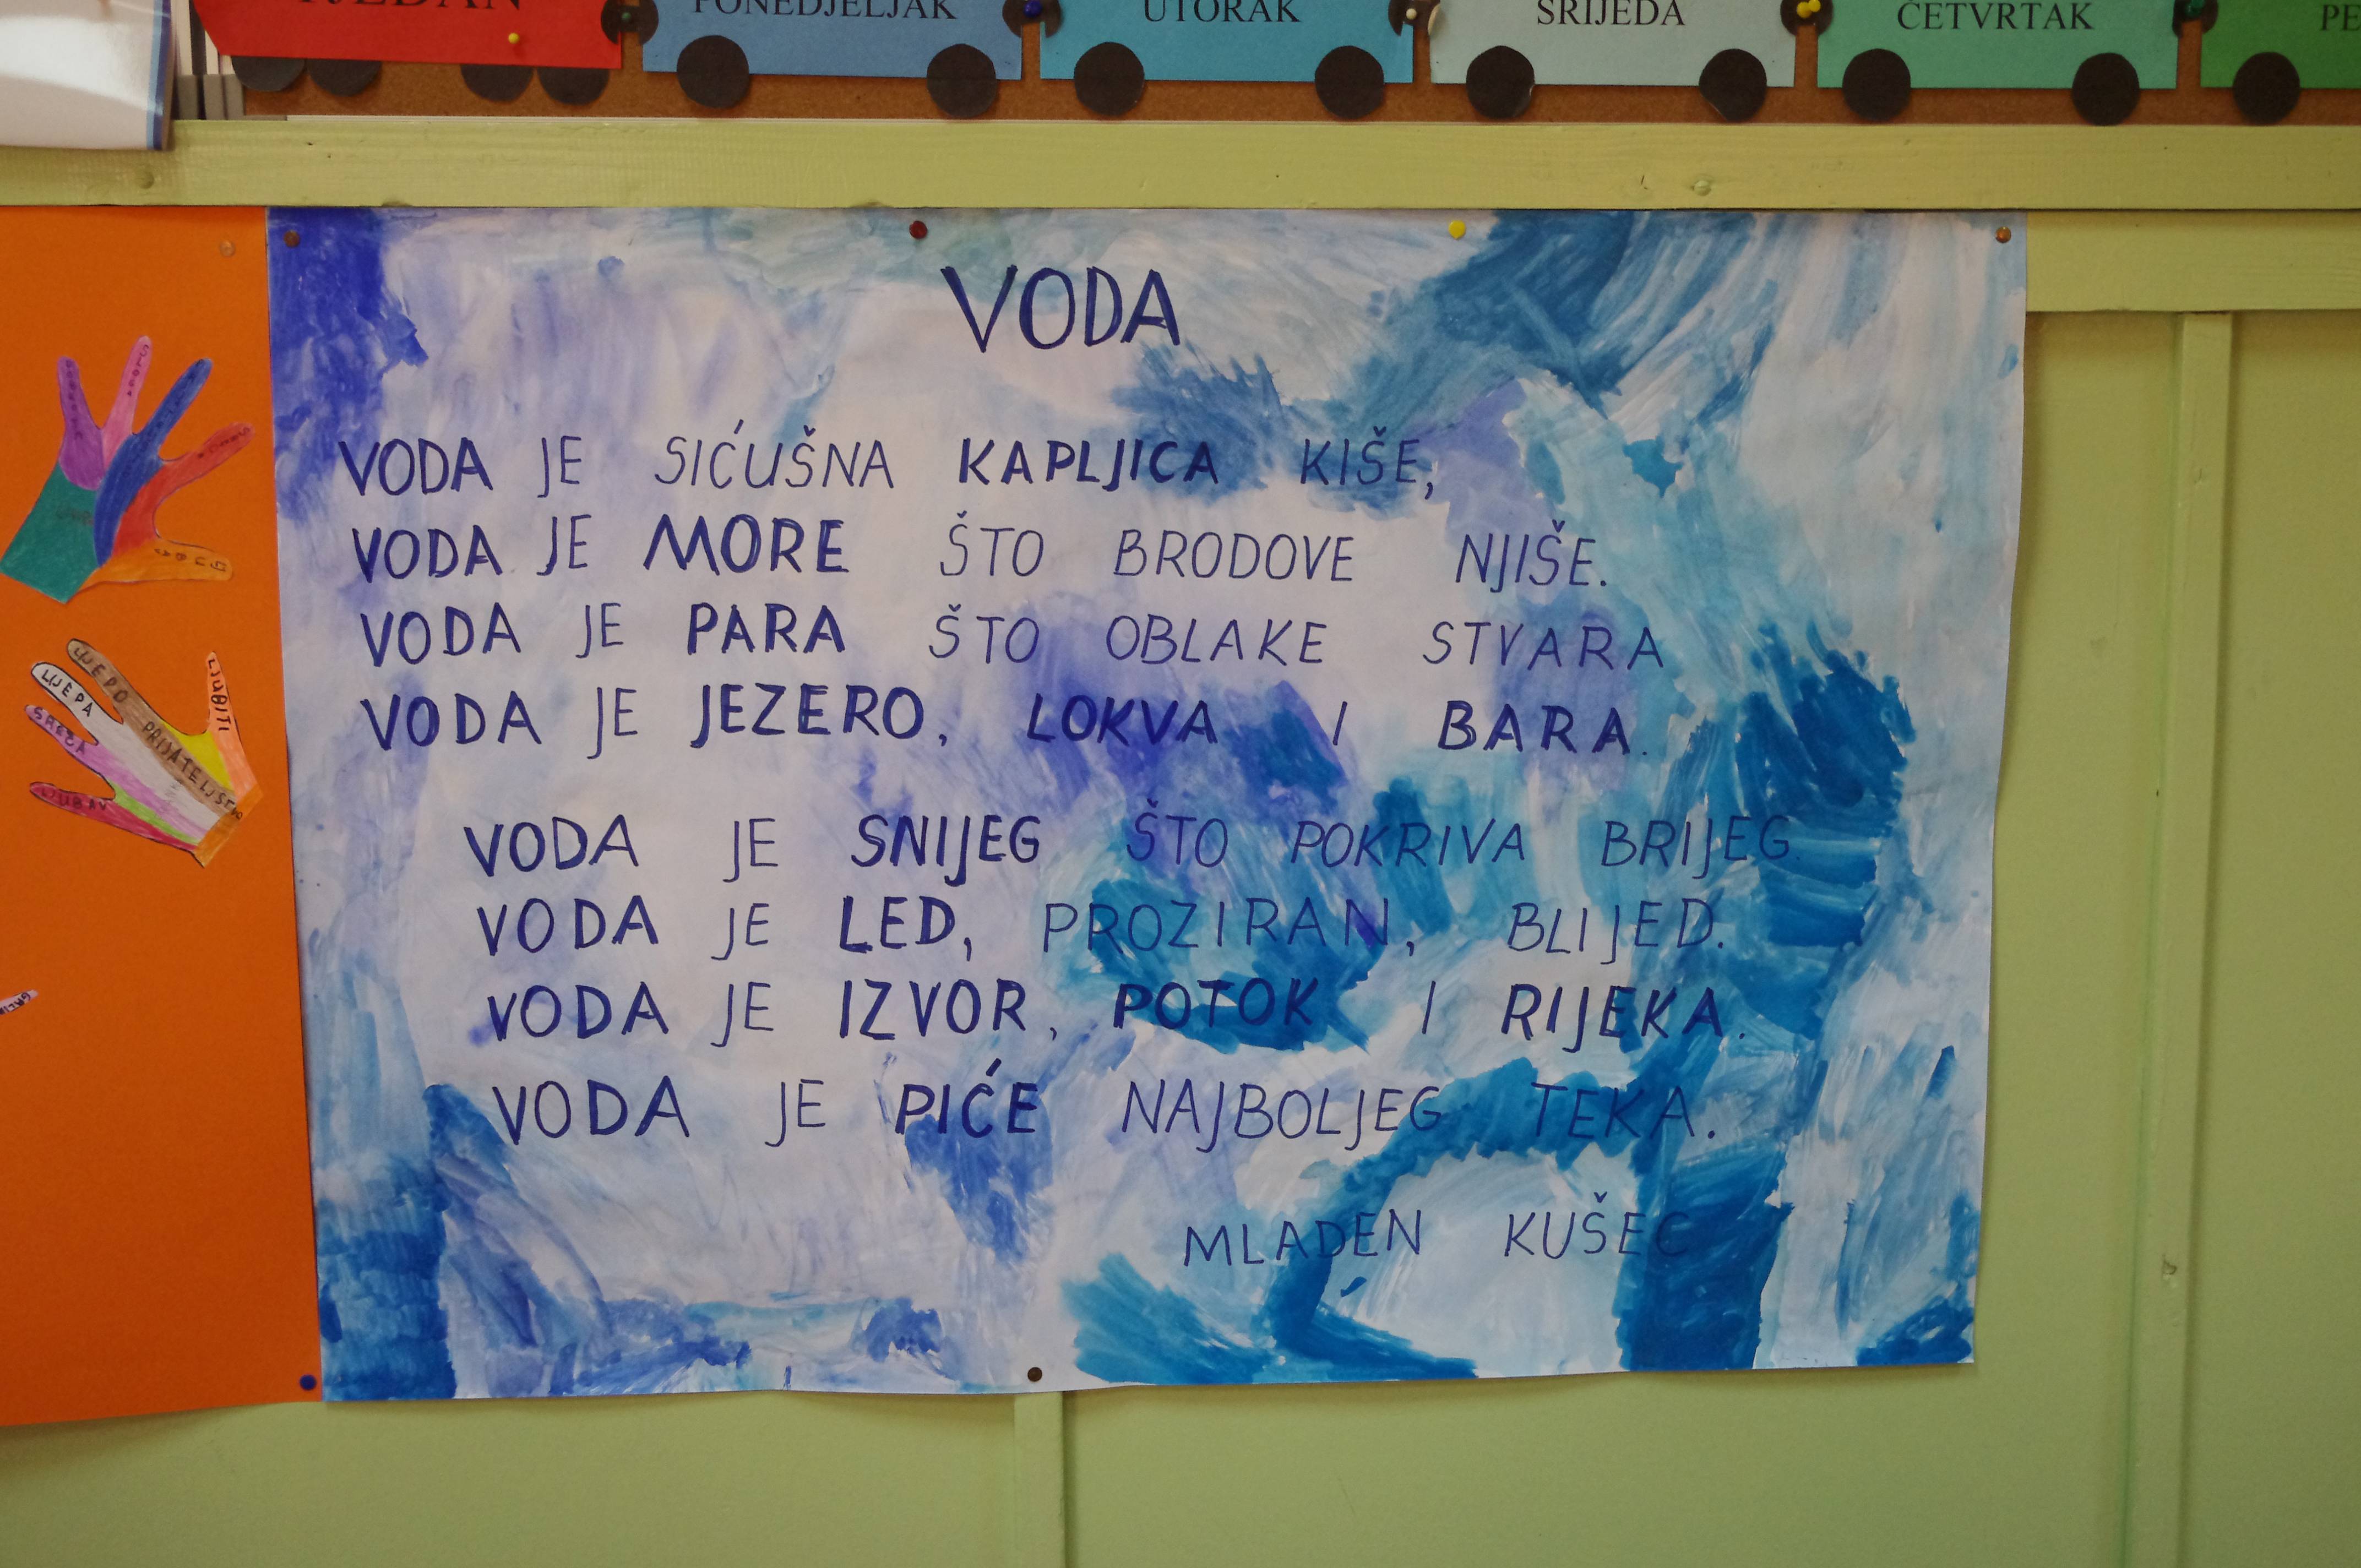 PONEDJELJAK
UTORAK
SRIJEDA
ČETVRTAK
VODA
VODA JE SIĆUŠNA KAPLJICA KIŠE,
VODA JE MORE ŠTO BRODOVE NJIŠE.
VODA JE PARA ŠTO OBLAKE STVARA
VODA JE JEZERO, LOKVA I BARA.
VODA JE SNIJEG ŠTO POKRIVA BRIJEG.
VODA JE LED, PROZIRAN, BLIJED.
VODA JE IZVOR, POTOK I RIJEKA.
VODA JE PIĆE NAJBOLJEG TEKA.
MLADEN KUŠEC
LIJEPO PRIJATELJSTVO
LIJEPA
SREĆA
LJUBAV
LJUBITI